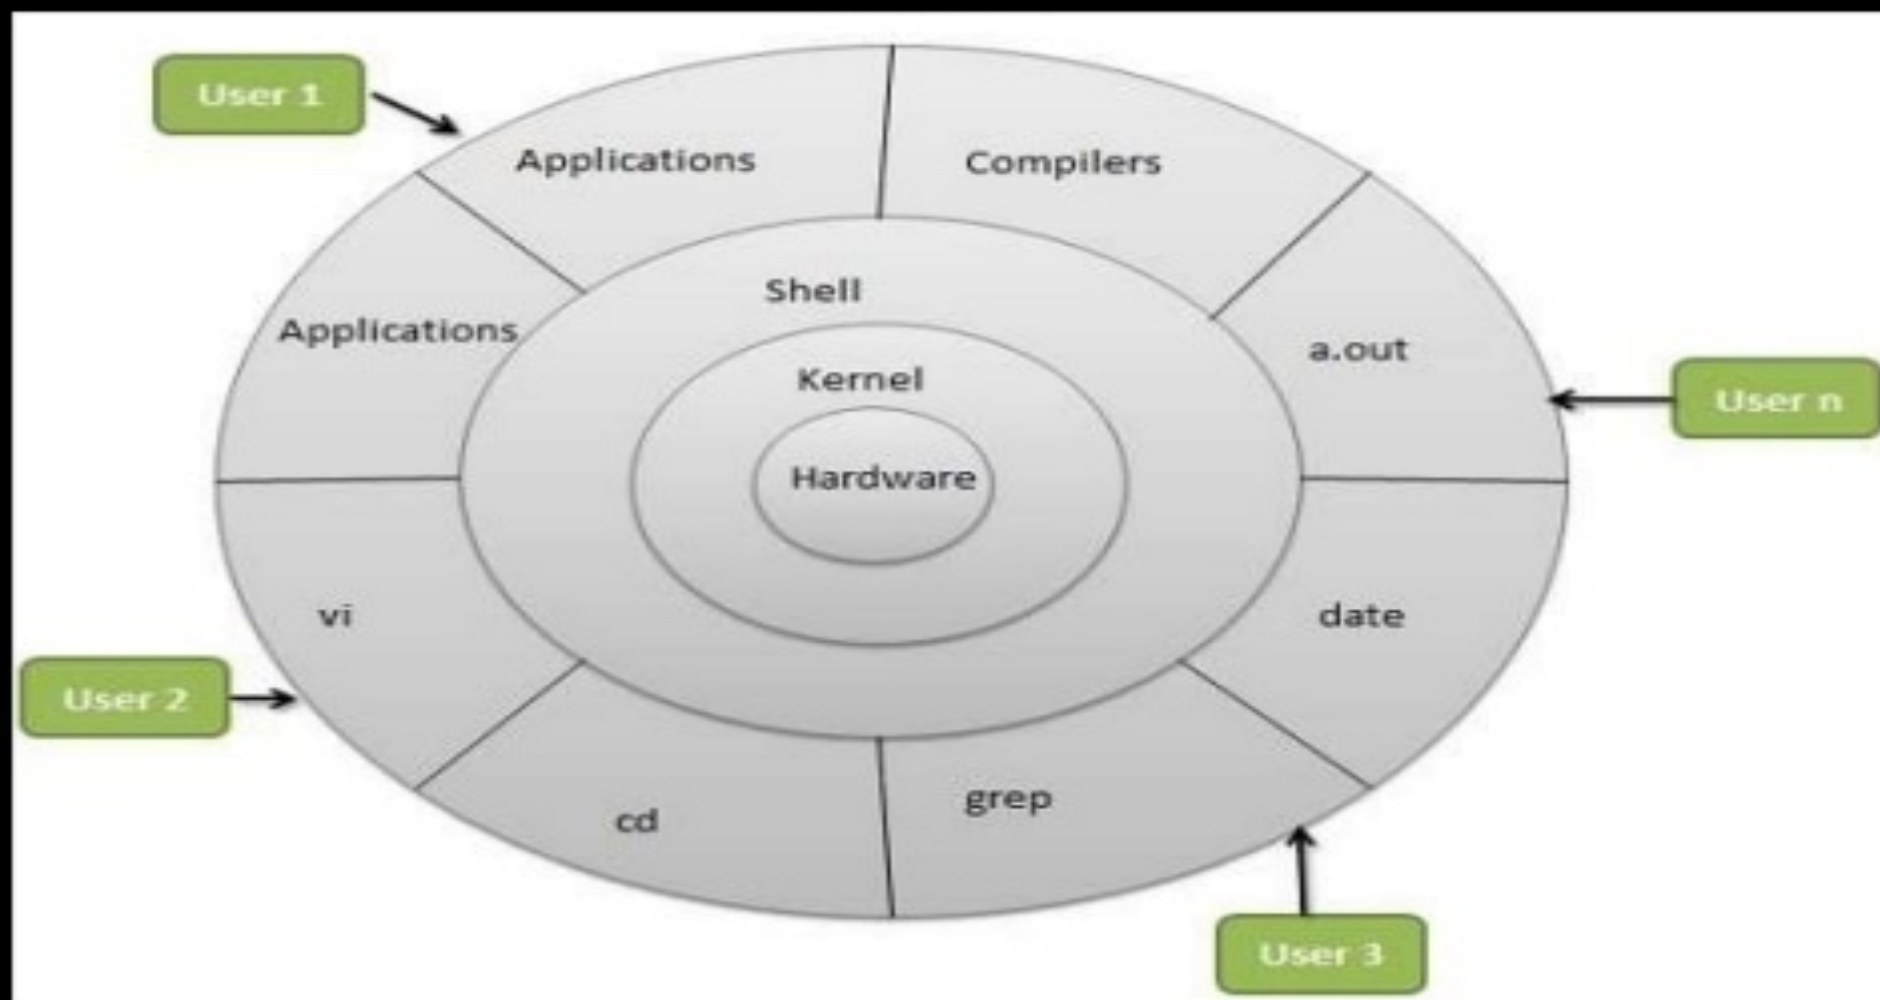 User 1
Applications
Compilers
Shell
Applications
a.out
Kernel
User n
Hardware
vi
date
User 2
cd
grep
User 3